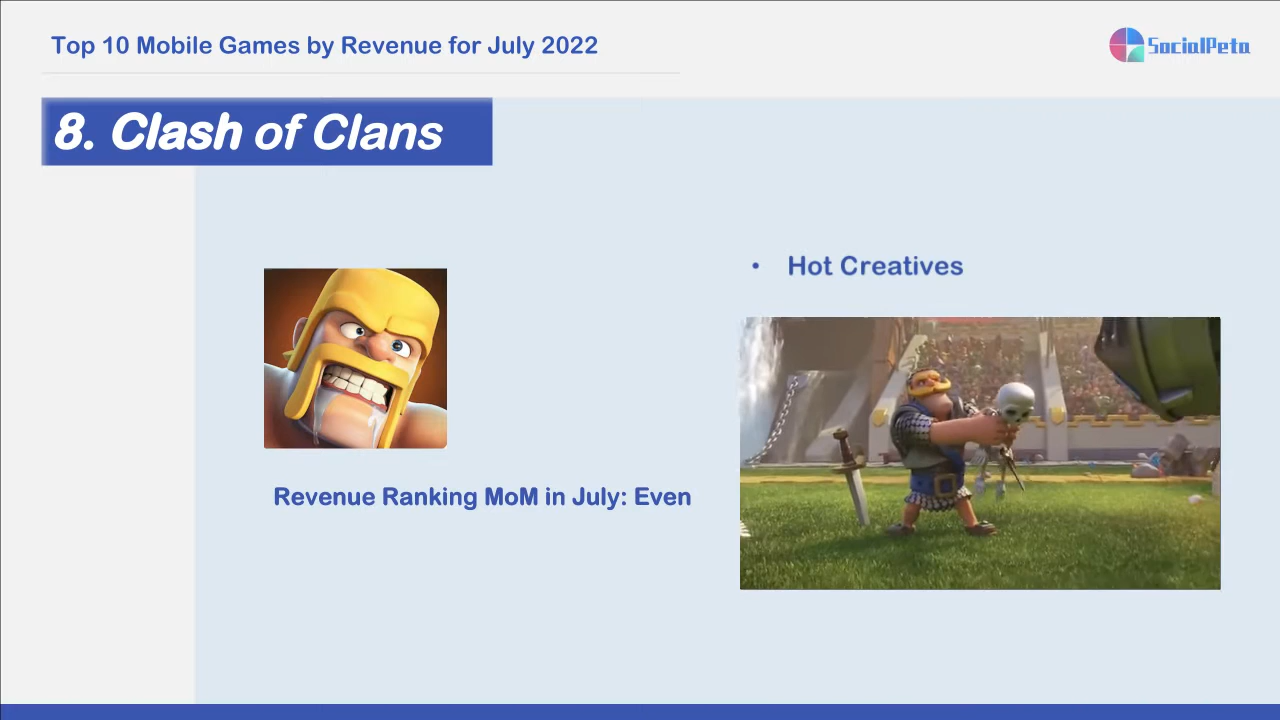 Top 10 Mobile Games by Revenue for July 2022
SocialPeta
8. Clash of Clans
• Hot Creatives
Revenue Ranking MoM in July: Even